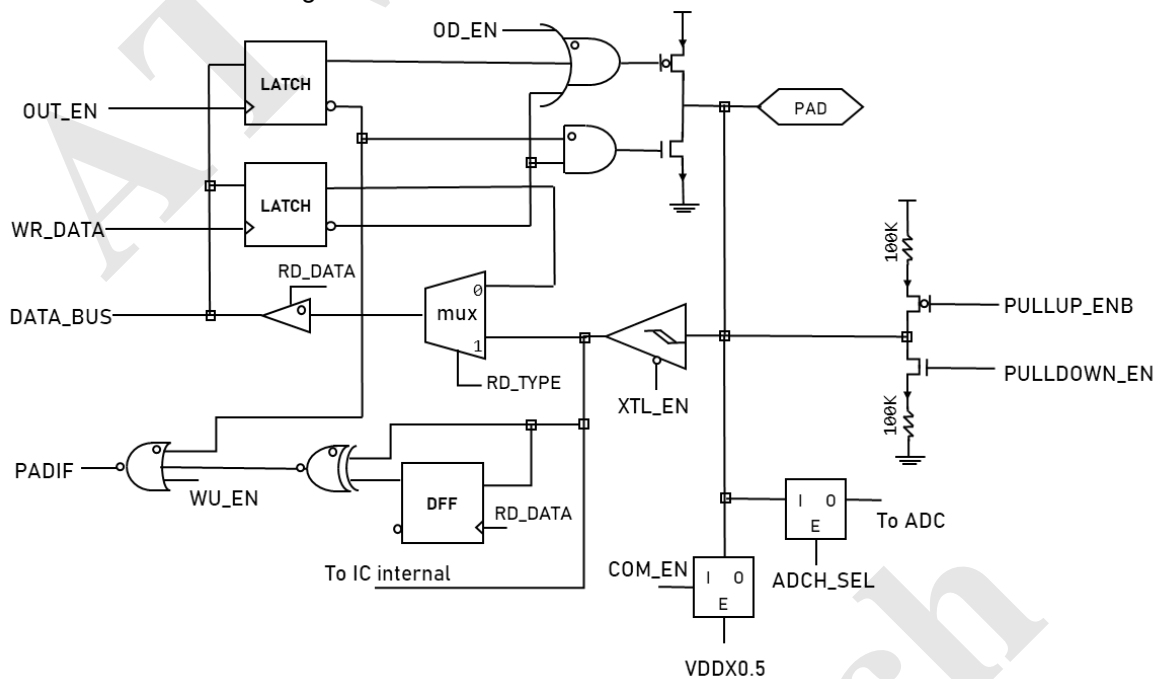 OD_EN
LATCH
OUT_EN
PAD
LATCH
WR_DATA
100K
RD_DATA
0
DATA_BUS
mux
PULLUP_ENB
1
RD_TYPE
PULLDOWN_EN
XTL_EN
100K
PADIF
WU_EN
DFF
RD_DATA
I O
E
To ADC
To IC internal
COM_EN
I O
E
ADCH_SEL
VDDX0.5